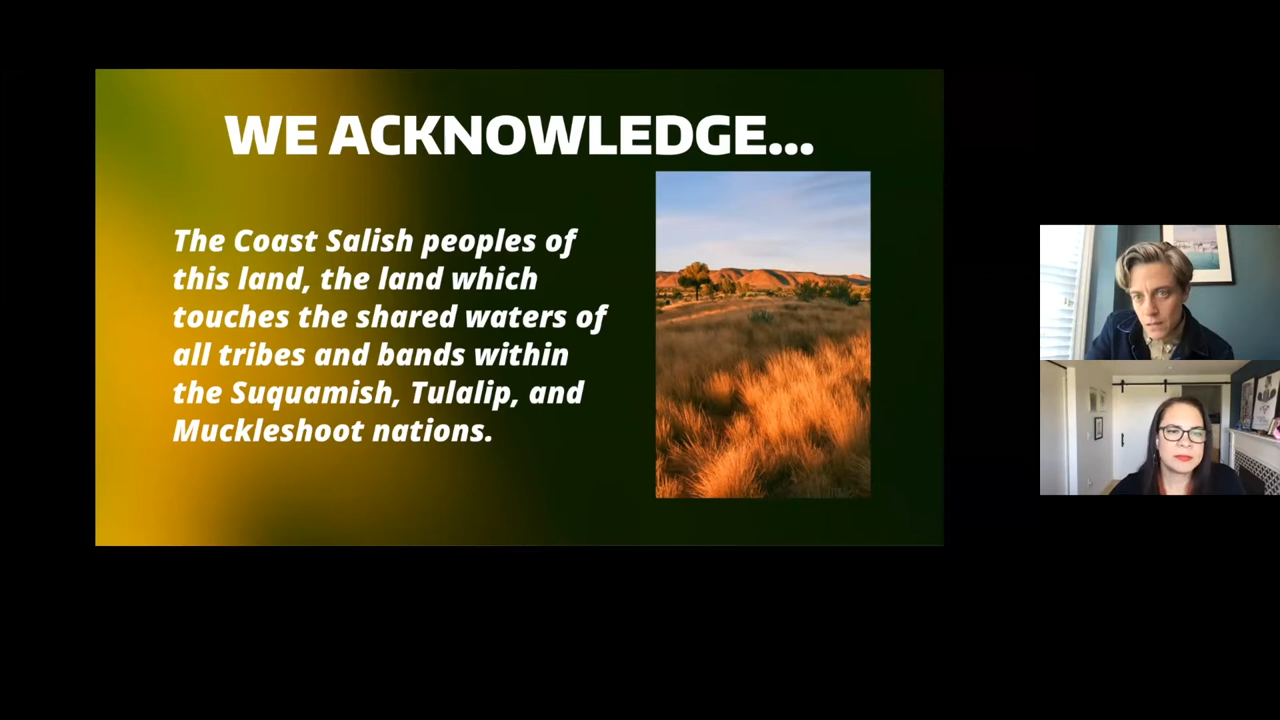 WE ACKNOWLEDGE...
The Coast Salish peoples of
this land, the land which
touches the shared waters of
all tribes and bands within
the Suquamish, Tulalip, and
Muckleshoot nations.